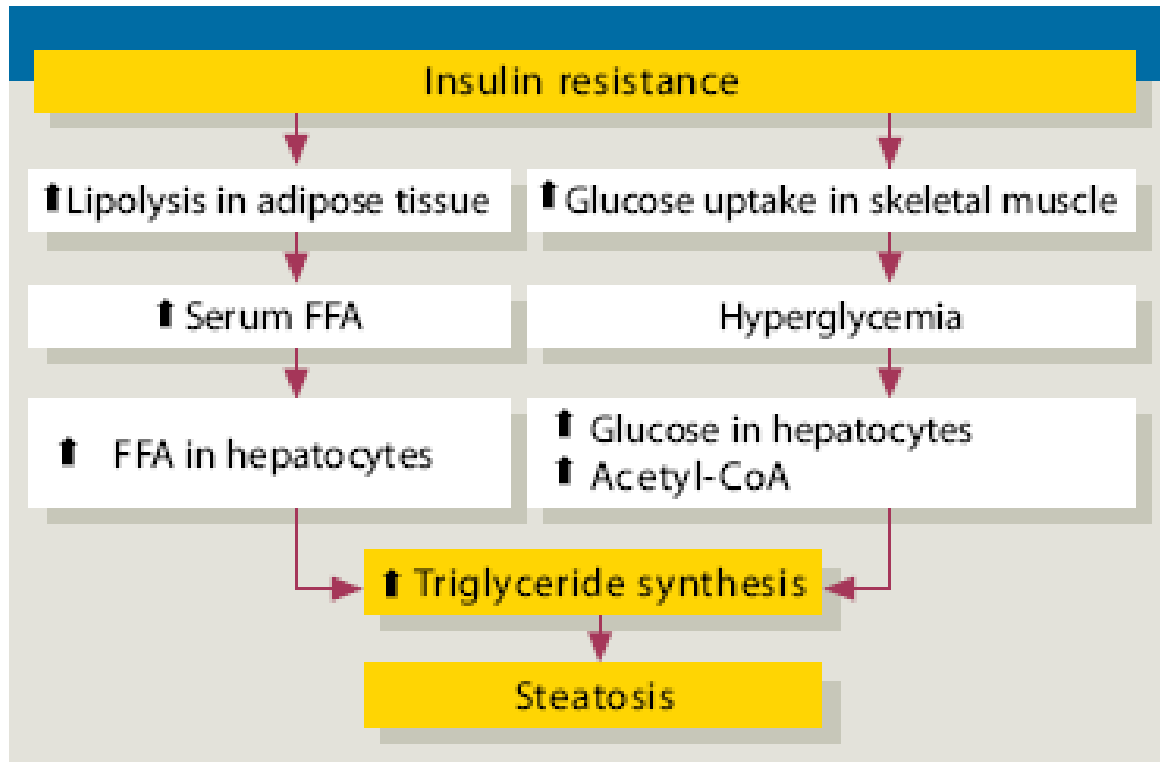 Insulin resistance
⬆Lipolysis in adipose tissue
⬆Glucose uptake in skeletal muscle
⬆ Serum FFA
Hyperglycemia
⬆ FFA in hepatocytes
⬆ Glucose in hepatocytes
⬆ Acetyl-CoA
⬆ Triglyceride synthesis
Steatosis